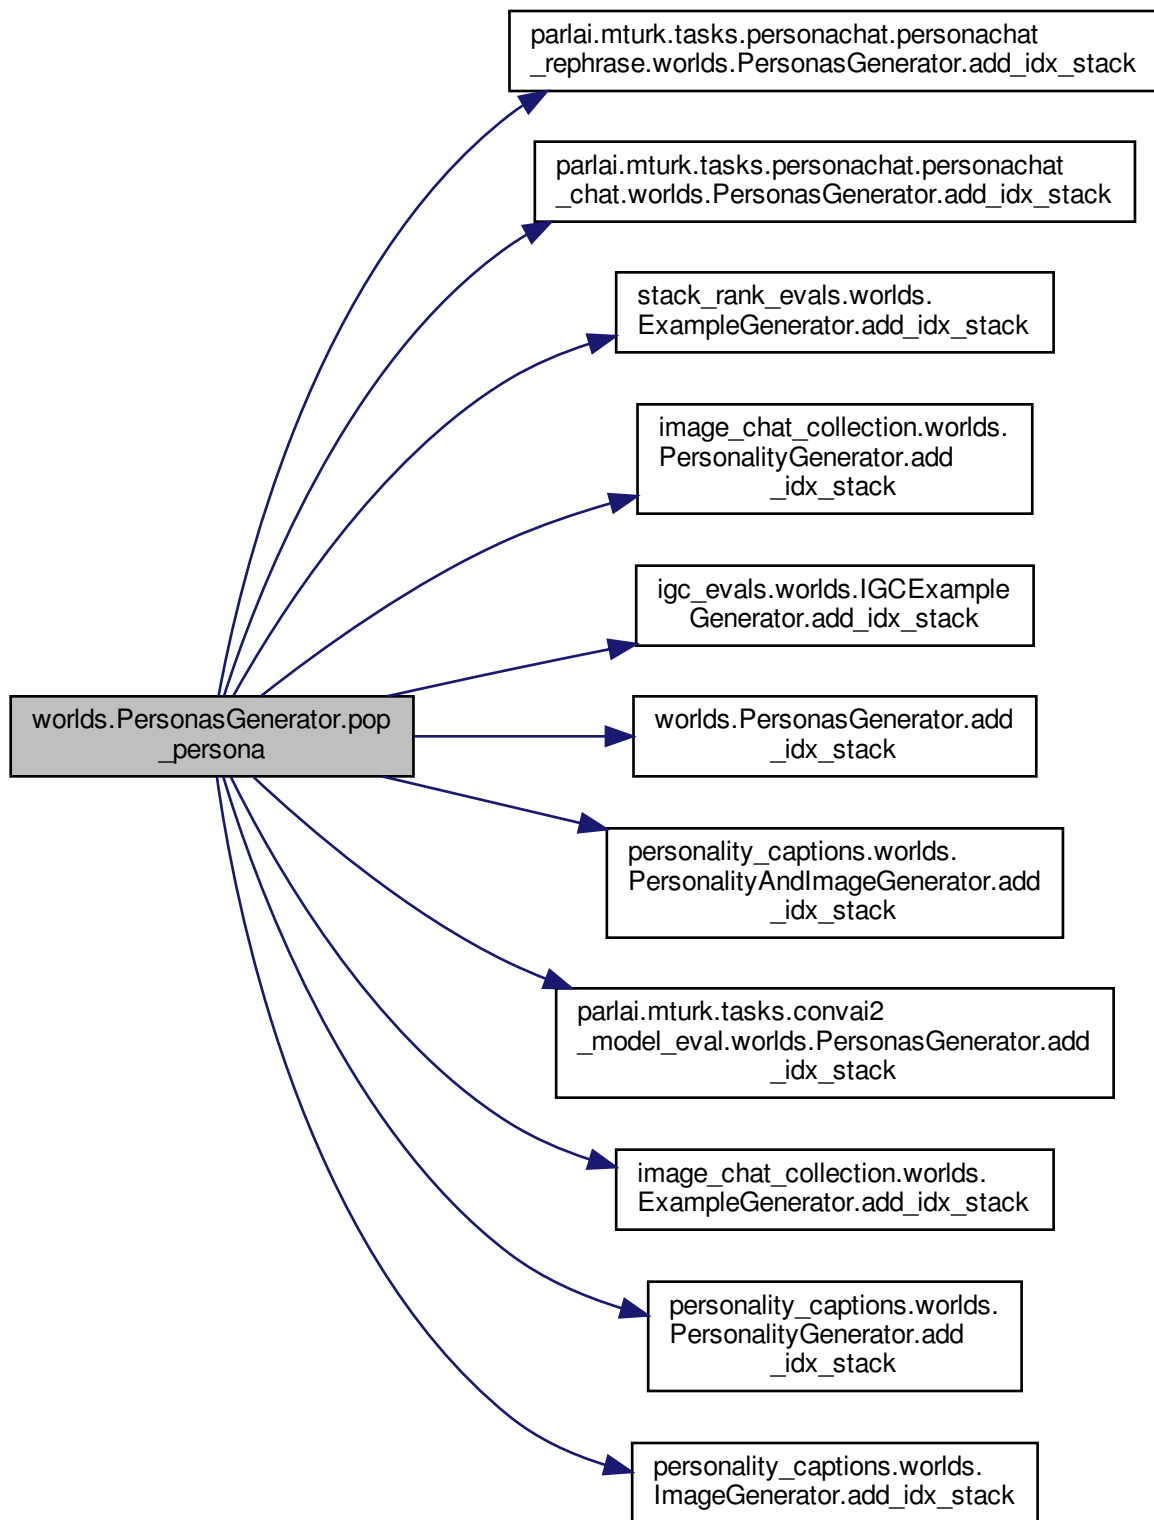 parlai.mturk.tasks.personachat.personachat
_rephrase.worlds.PersonasGenerator.add_idx_stack
parlai.mturk.tasks.personachat.personachat
_chat.worlds.PersonasGenerator.add_idx_stack
stack_rank_evals.worlds.
ExampleGenerator.add_idx_stack
image_chat_collection.worlds.
PersonalityGenerator.add
_idx_stack
igc_evals.worlds.IGCExample
Generator.add_idx_stack
worlds.PersonasGenerator.pop
_persona
worlds.PersonasGenerator.add
_idx_stack
personality_captions.worlds.
PersonalityAndImageGenerator.add
_idx_stack
parlai.mturk.tasks.convai2
_model_eval.worlds.PersonasGenerator.add
_idx_stack
image_chat_collection.worlds.
ExampleGenerator.add_idx_stack
personality_captions.worlds.
PersonalityGenerator.add
_idx_stack
personality_captions.worlds.
ImageGenerator.add_idx_stack